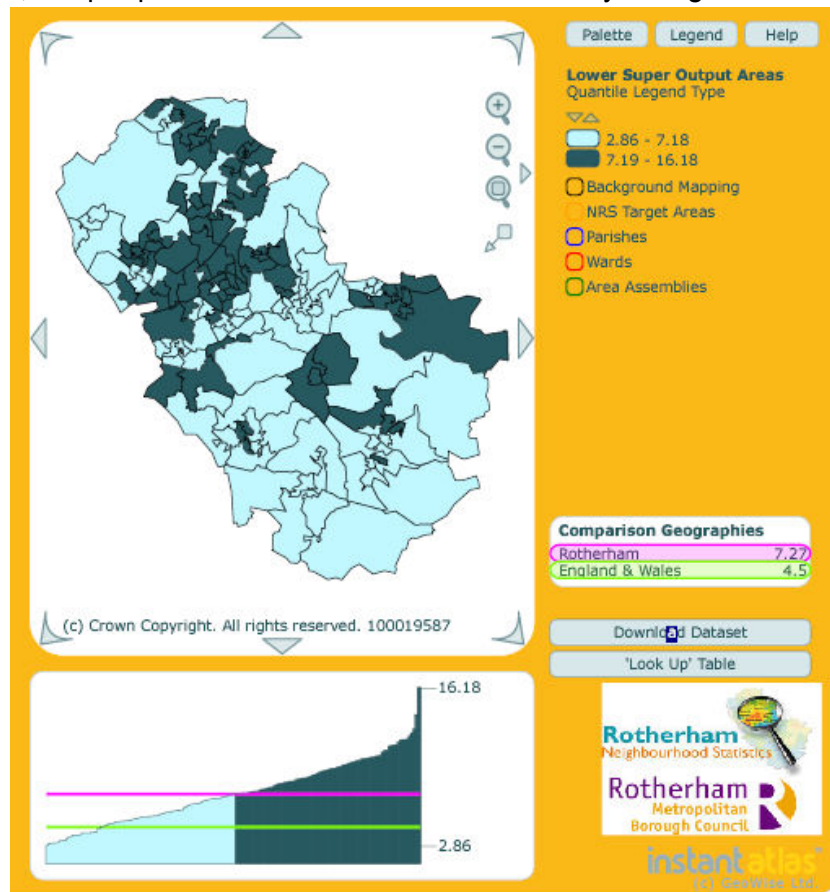 Palette
Legend
Help
Lower Super Output Areas
Quantile Legend Type
2.86 - 7.18
7.19 - 16.18
Background Mapping
NRS Target Areas
Parishes
Wards
Area Assemblies
Comparison Geographies
Rotherham 7.27
England & Wales 4.5
(c) Crown Copyright. All rights reserved. 100019587
Download Dataset
'Look Up' Table
16.18
2.86
Rotherham
Neighbourhood Statistics
Rotherham
Metropolitan
Borough Council
instantatlas
(c) GeoWise Ltd.